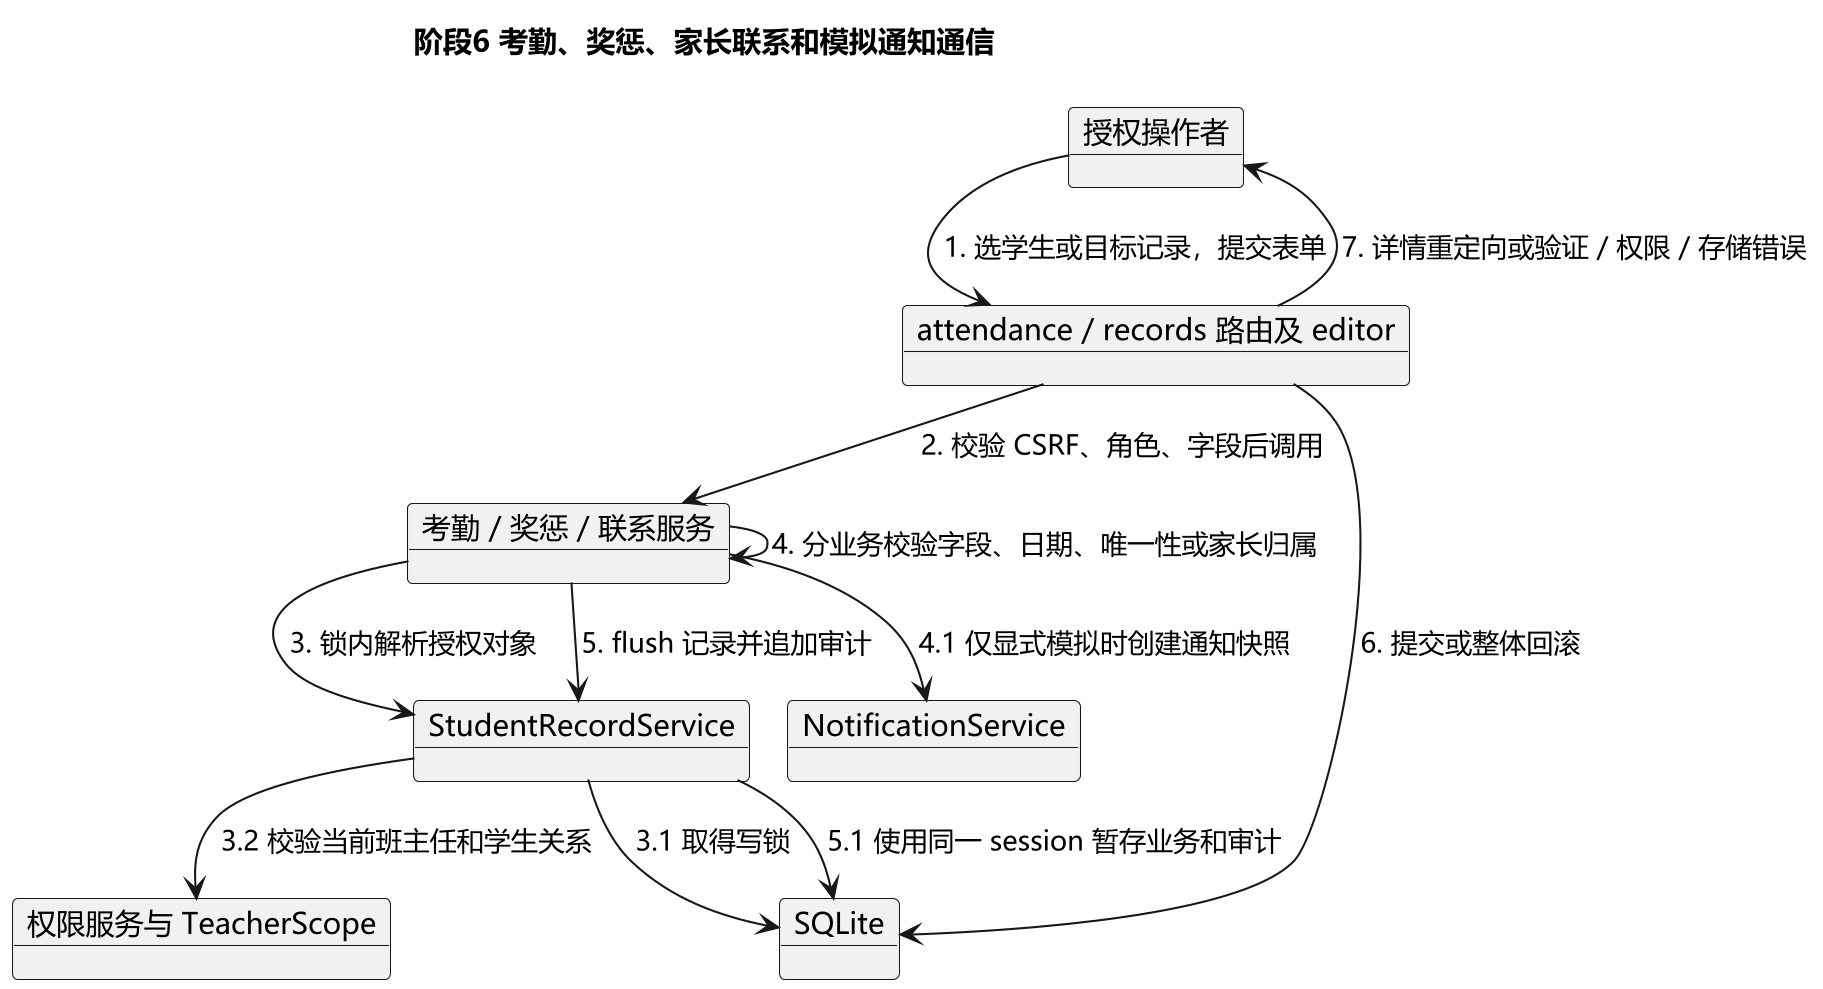 阶段6 考勤、奖惩、家长联系和模拟通知通信
授权操作者
1. 选学生或目标记录，提交表单
7. 详情重定向或验证 / 权限 / 存储错误
attendance / records 路由及 editor
2. 校验 CSRF、角色、字段后调用
考勤 / 奖惩 / 联系服务
4. 分业务校验字段、日期、唯一性或家长归属
3. 锁内解析授权对象
5. flush 记录并追加审计
4.1 仅显式模拟时创建通知快照
6. 提交或整体回滚
StudentRecordService
NotificationService
3.2 校验当前班主任和学生关系
3.1 取得写锁
5.1 使用同一 session 暂存业务和审计
权限服务与 TeacherScope
SQLite